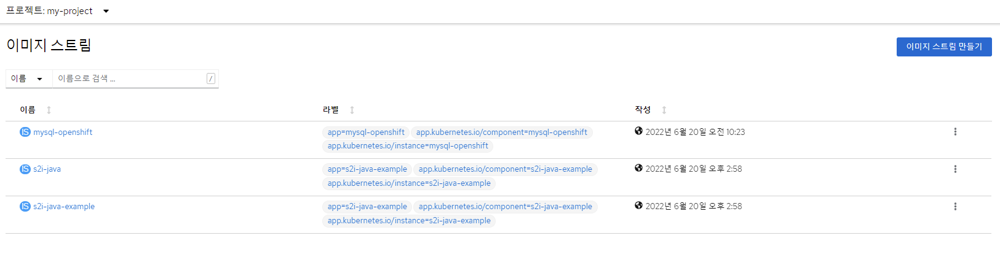 프로젝트: my-project
이미지 스트림
이미지 스트림 만들기
이름 이름으로 검색 ... /
이름 라벨 작성
IS mysql-openshift app=mysql-openshift app.kubernetes.io/component=mysql-openshift 2022년 6월 20일 오전 10:23
app.kubernetes.io/instance=mysql-openshift
IS s2i-java app=s2i-java-example app.kubernetes.io/component=s2i-java-example 2022년 6월 20일 오후 2:58
app.kubernetes.io/instance=s2i-java-example
IS s2i-java-example app=s2i-java-example app.kubernetes.io/component=s2i-java-example 2022년 6월 20일 오후 2:58
app.kubernetes.io/instance=s2i-java-example